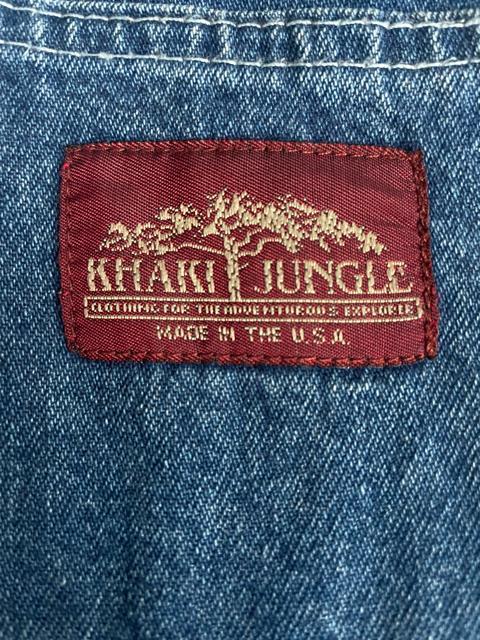 KHAKI JUNGLE
CLOTHING FOR THE ADVENTUROUS EXPLORER
MADE IN THE U.S.A.